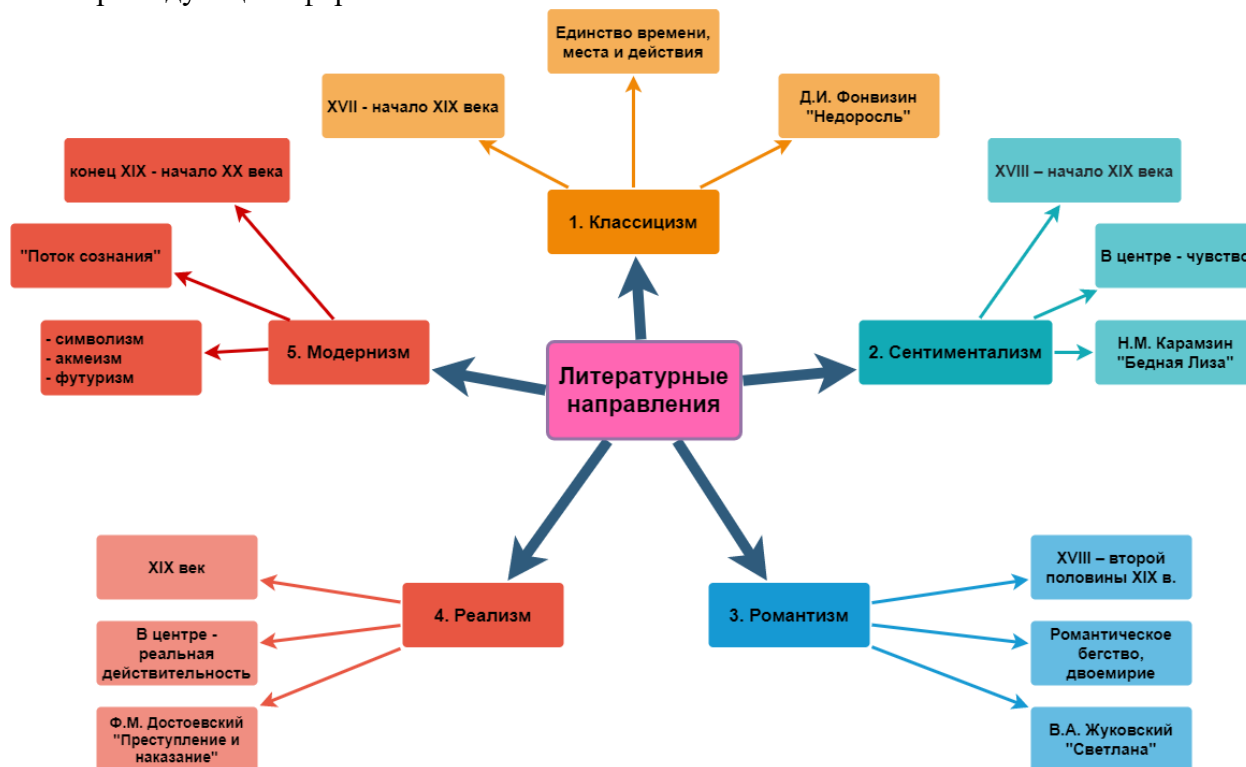 Единство времени,
места и действия
XVII - начало XIX века
Д.И. Фонвизин
"Недоросль"
1. Классицизм
XVIII – начало XIX века
В центре - чувство
Н.М. Карамзин
"Бедная Лиза"
2. Сентиментализм
конец XIX - начало XX века
"Поток сознания"
- символизм
- акмеизм
- футуризм
5. Модернизм
Литературные
направления
XIX век
В центре -
реальная
действительность
Ф.М. Достоевский
"Преступление и
наказание"
4. Реализм
3. Романтизм
XVIII – второй
половины XIX в.
Романтическое
бегство,
двоемирие
В.А. Жуковский
"Светлана"